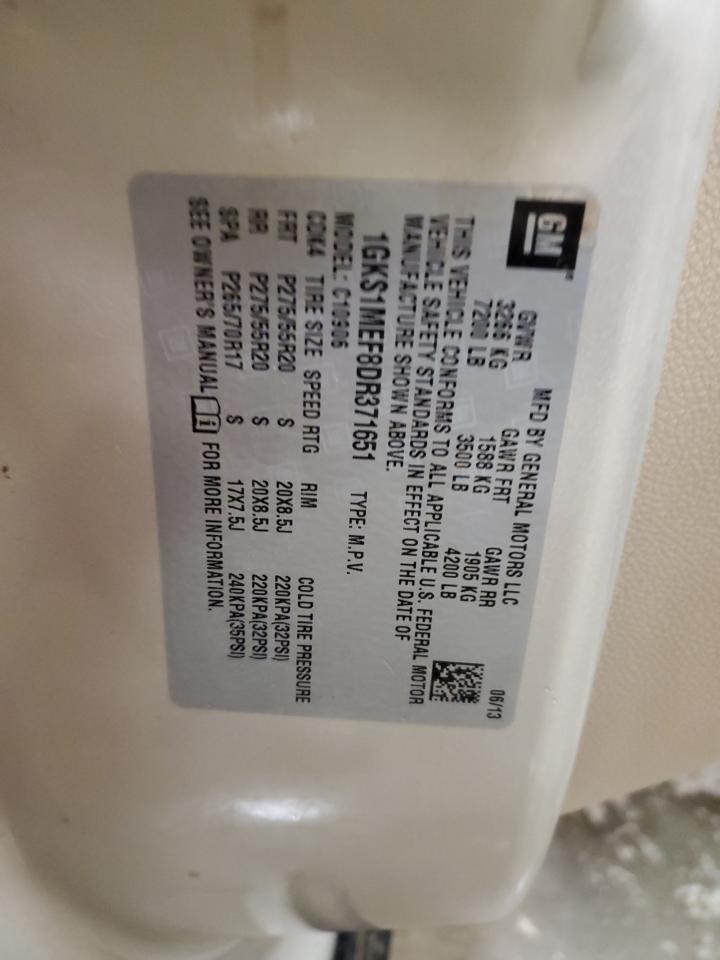 GM
MFD BY GENERAL MOTORS LLC 06/13
GVWR GAWR FRT GAWR RR
3266 KG 1588 KG 1905 KG
7200 LB 3500 LB 4200 LB
THIS VEHICLE CONFORMS TO ALL APPLICABLE U.S. FEDERAL MOTOR
VEHICLE SAFETY STANDARDS IN EFFECT ON THE DATE OF
MANUFACTURE SHOWN ABOVE.
1GKS1MEF8DR371651 TYPE: M.P.V.
MODEL: C10906
CDK4 TIRE SIZE SPEED RTG RIM COLD TIRE PRESSURE
FRT P275/55R20 S 20X8.5J 220KPA(32PSI)
RR P275/55R20 S 20X8.5J 220KPA(32PSI)
SPA P265/70R17 S 17X7.5J 240KPA(35PSI)
SEE OWNER'S MANUAL i FOR MORE INFORMATION.